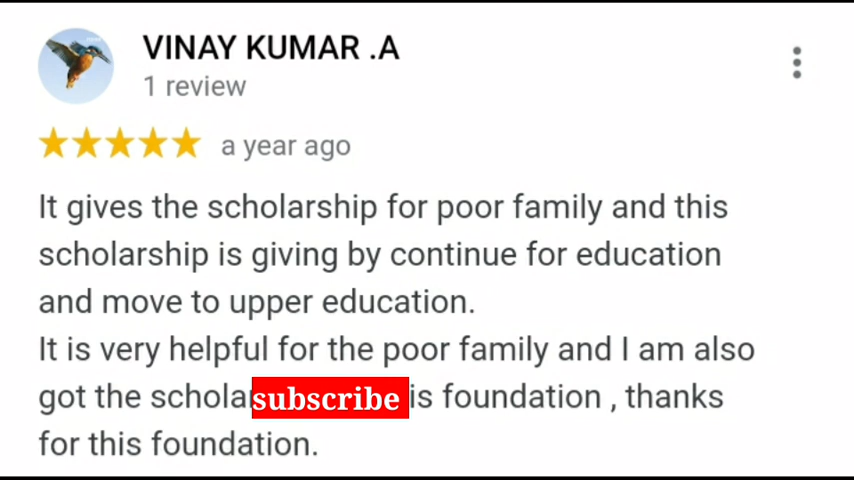 VINAY KUMAR .A
1 review
a year ago
It gives the scholarship for poor family and this
scholarship is giving by continue for education
and move to upper education.
It is very helpful for the poor family and I am also
got the scholar subscribe is foundation , thanks
for this foundation.